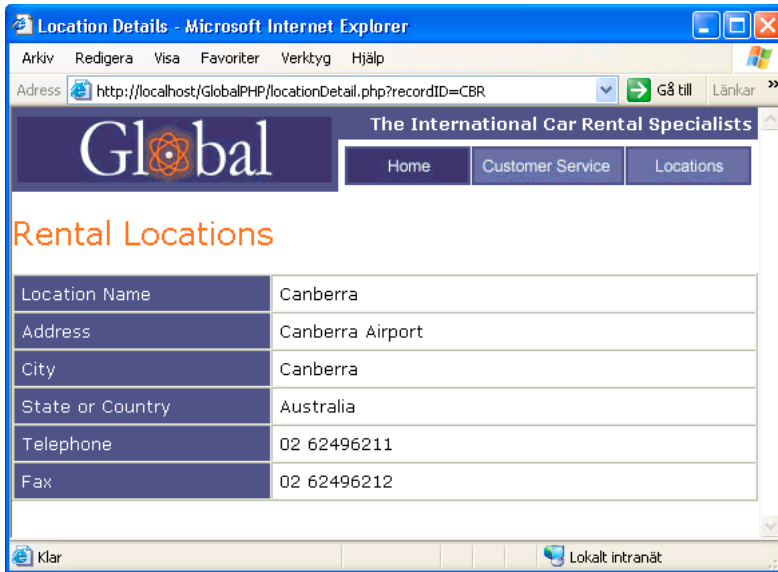 Location Details - Microsoft Internet Explorer
Arkiv Redigera Visa Favoriter Verktyg Hjälp
Adress http://localhost/GlobalPHP/locationDetail.php?recordID=CBR Gå till Länkar »
Global
The International Car Rental Specialists
Home Customer Service Locations
Rental Locations
Location Name Canberra
Address Canberra Airport
City Canberra
State or Country Australia
Telephone 02 62496211
Fax 02 62496212
Klar Lokalt intranät